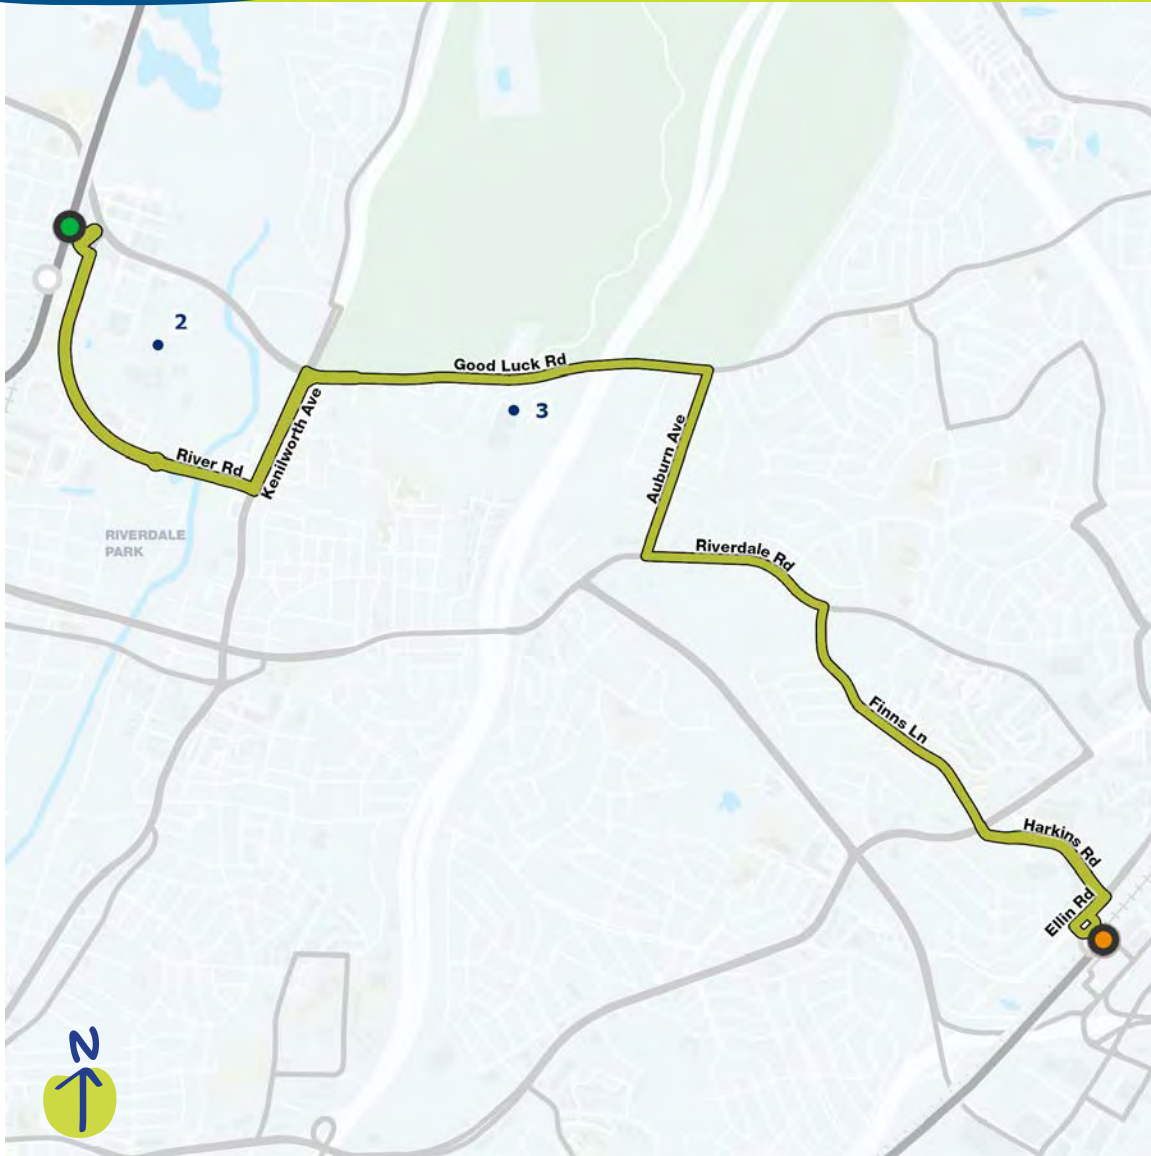 2
Good Luck Rd
3
Kenilworth Ave
Auburn Ave
River Rd
RIVERDALE
PARK
Riverdale Rd
Finns Ln
Harkins Rd
Ellin Rd
N